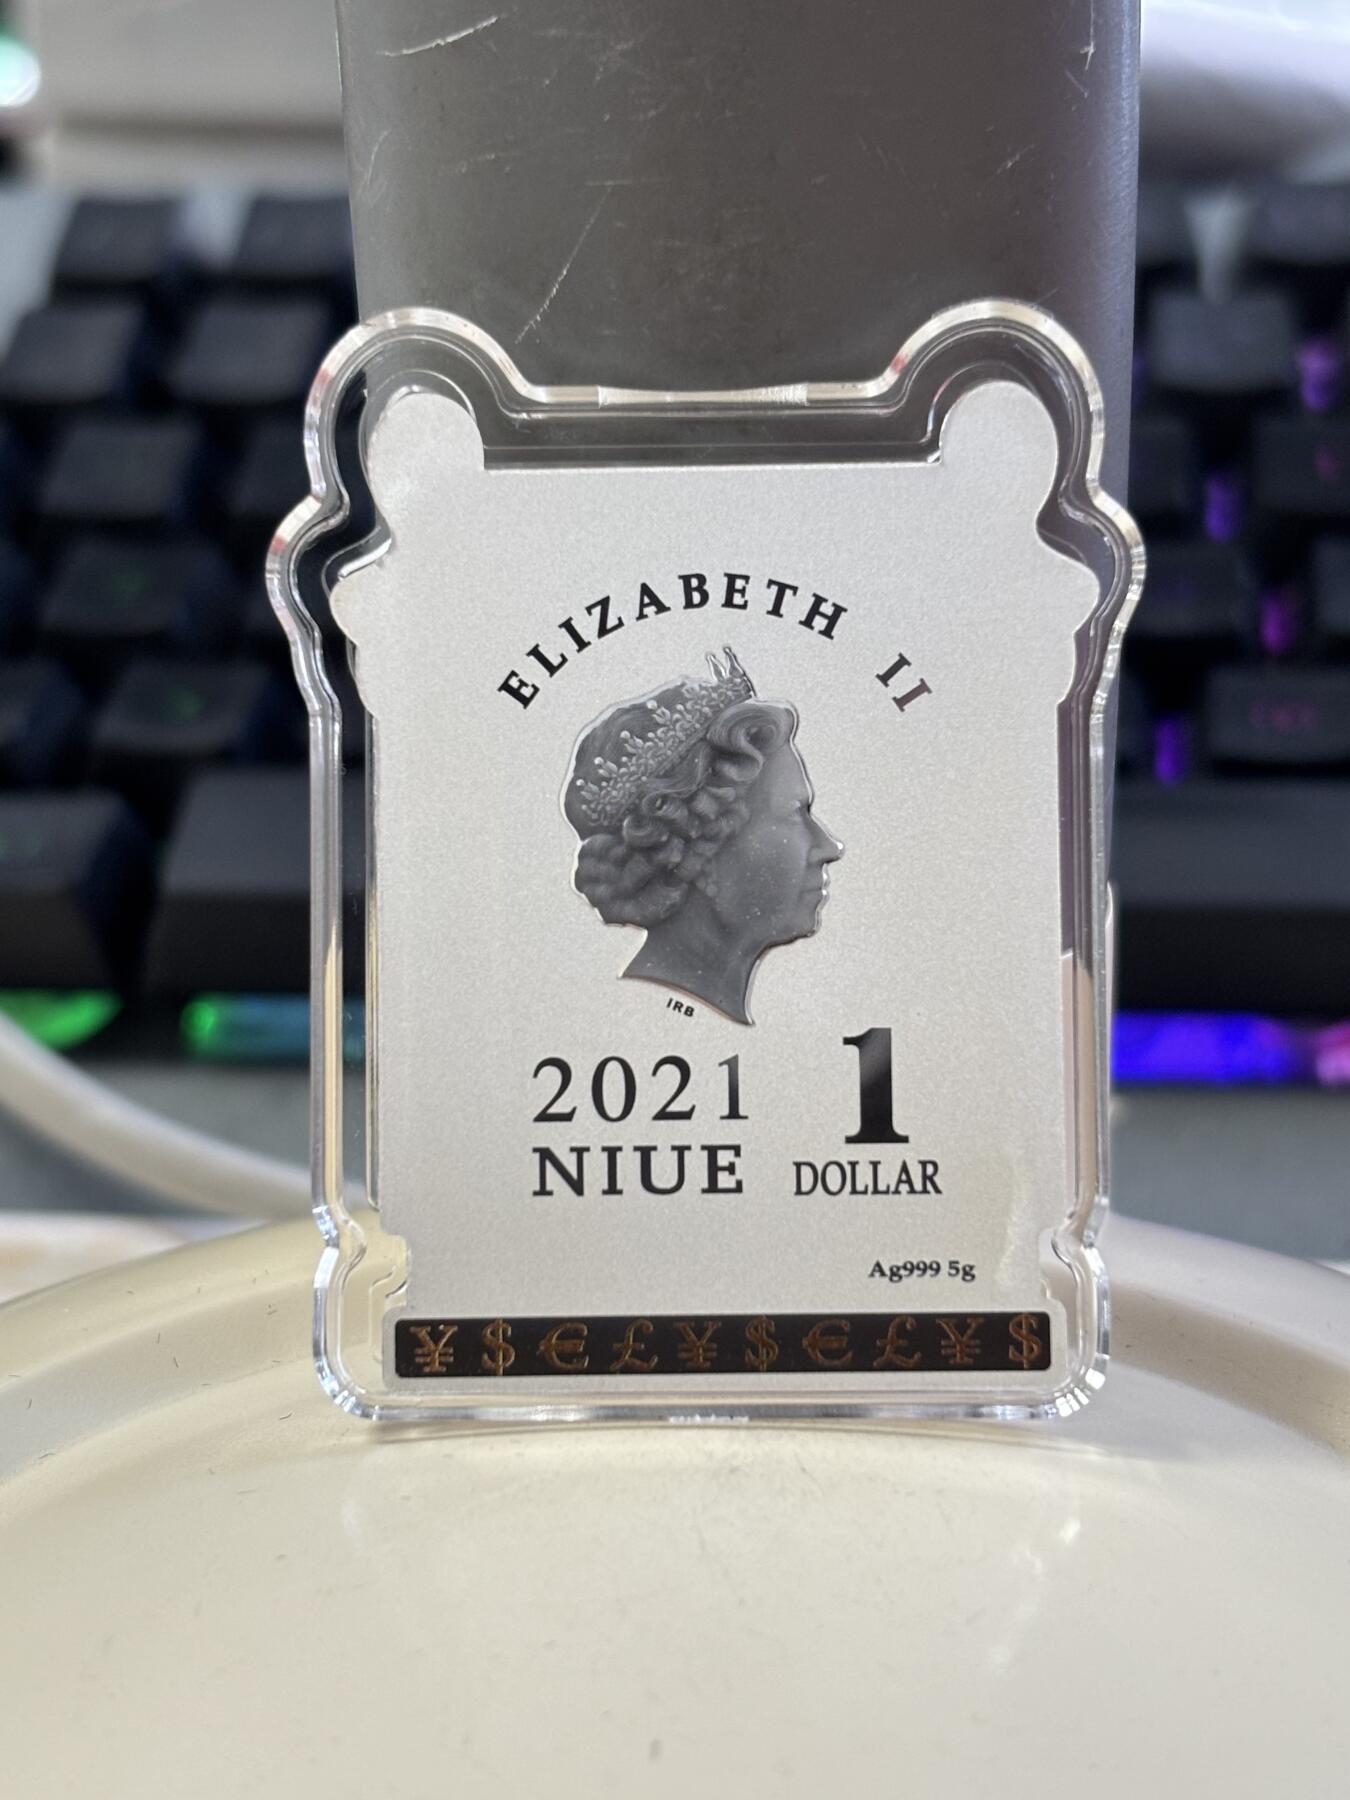 ELIZABETH II
IRB
2021
NIUE
1
DOLLAR
Ag999 5g
¥ $ € £ ¥ $ € £ ¥ $